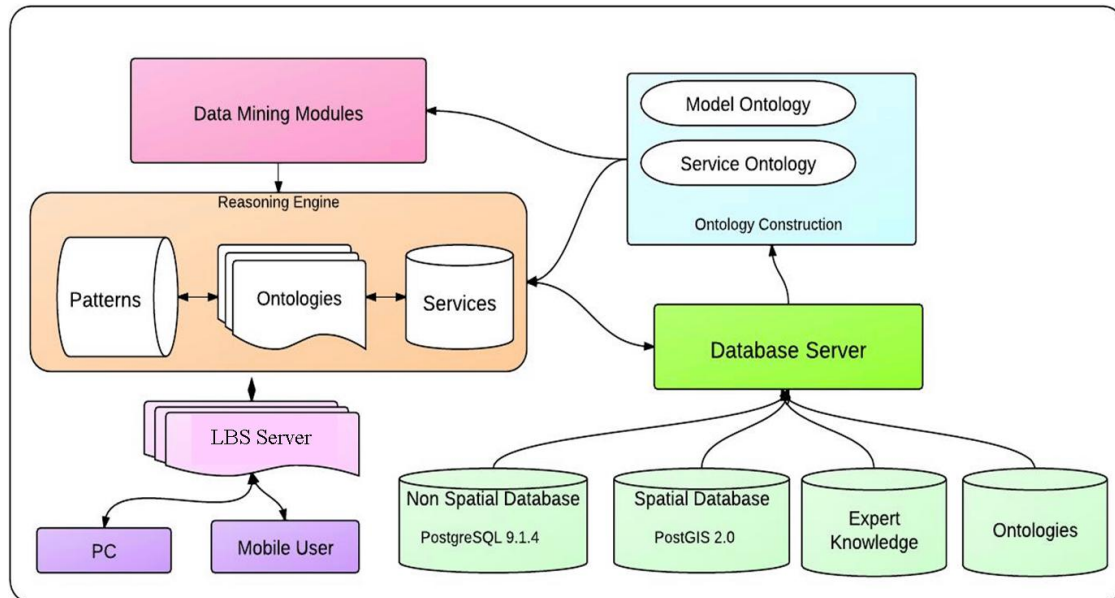 Data Mining Modules
Model Ontology
Service Ontology
Ontology Construction
Reasoning Engine
Patterns
Ontologies
Services
Database Server
LBS Server
PC
Mobile User
Non Spatial Database
PostgreSQL 9.1.4
Spatial Database
PostGIS 2.0
Expert
Knowledge
Ontologies